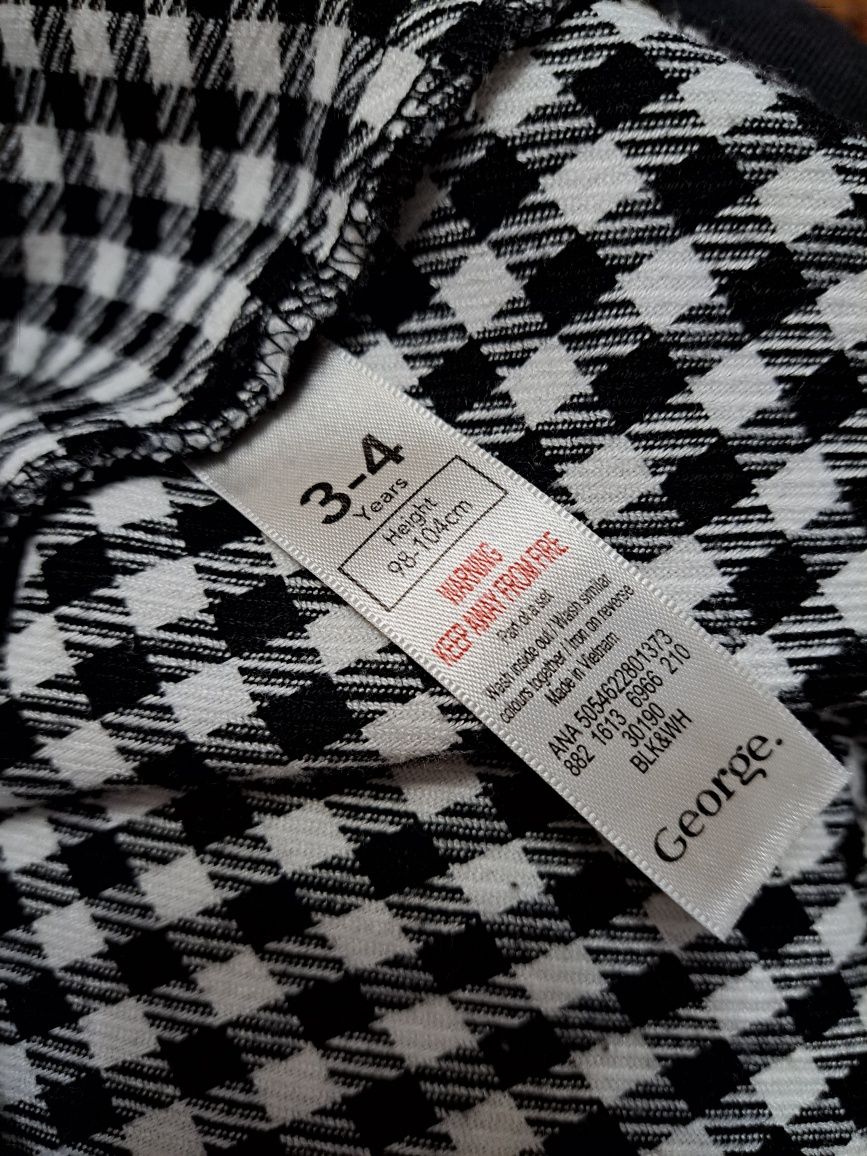 3-4
Years
Height
98-104cm
WARNING
KEEP AWAY FROM FIRE
Part of a set
Wash inside out / Wash similar
colours together / Iron on reverse
Made in Vietnam
ANA 5054622801373
882 1613 6966 210
30190
BLK&WH
George.